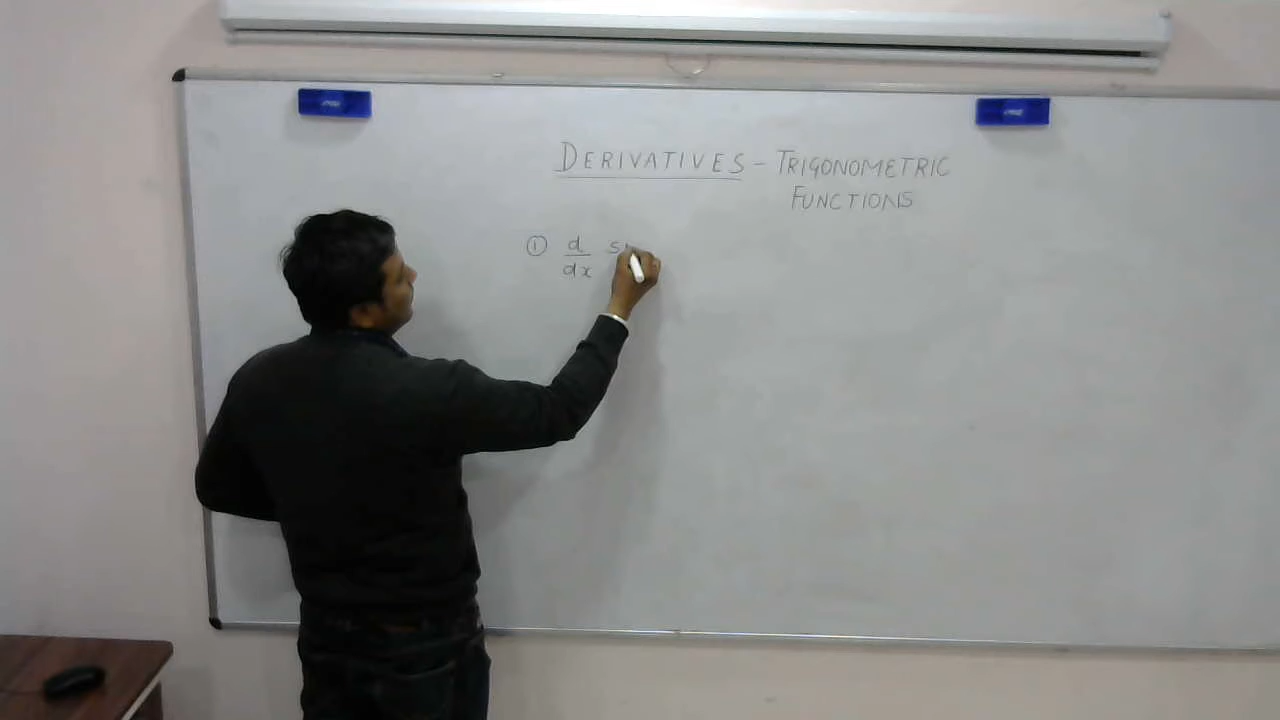 DERIVATIVES - TRIGONOMETRIC
FUNCTIONS
① d
dx